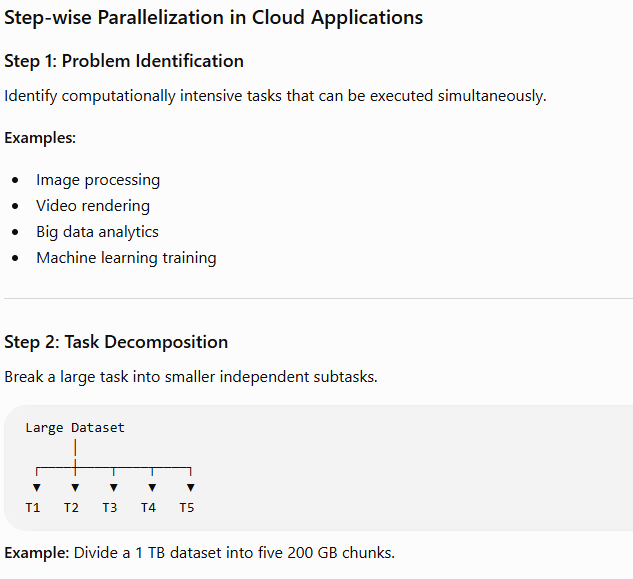 Step-wise Parallelization in Cloud Applications
Step 1: Problem Identification
Identify computationally intensive tasks that can be executed simultaneously.
Examples:
• Image processing
• Video rendering
• Big data analytics
• Machine learning training
Step 2: Task Decomposition
Break a large task into smaller independent subtasks.
Large Dataset
T1 T2 T3 T4 T5
Example: Divide a 1 TB dataset into five 200 GB chunks.